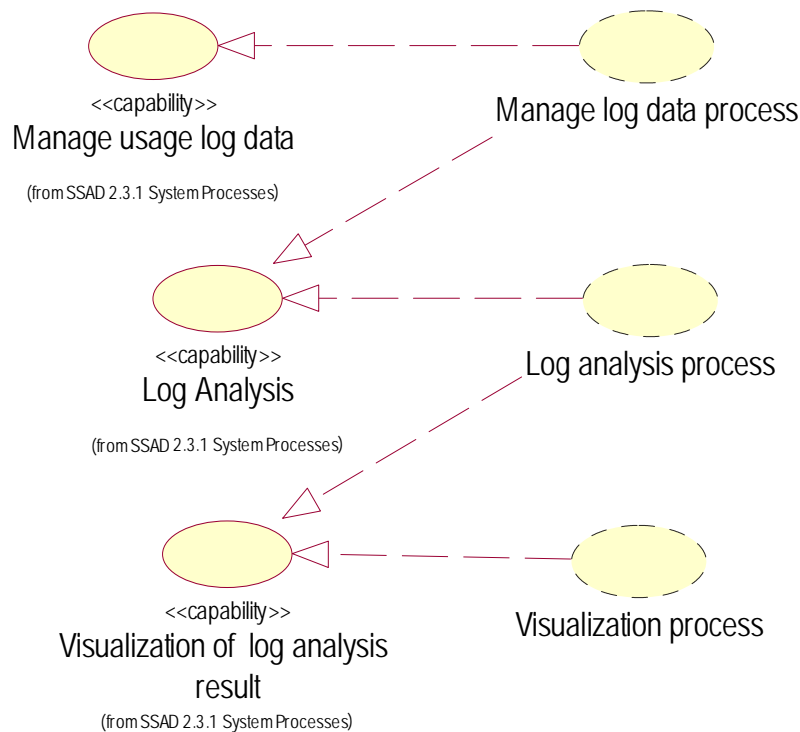 <<capability>>
Manage usage log data
(from SSAD 2.3.1 System Processes)
Manage log data process
<<capability>>
Log Analysis
(from SSAD 2.3.1 System Processes)
Log analysis process
<<capability>>
Visualization of log analysis
result
(from SSAD 2.3.1 System Processes)
Visualization process